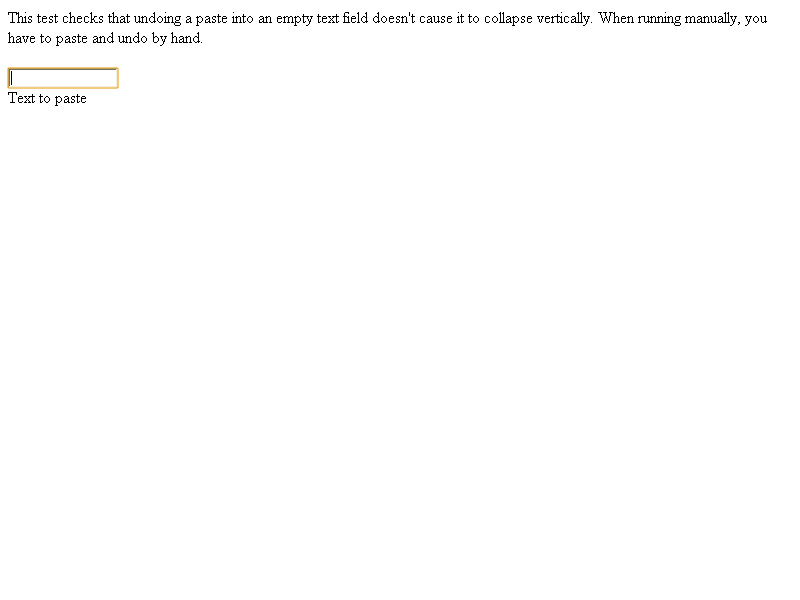 This test checks that undoing a paste into an empty text field doesn't cause it to collapse vertically. When running manually, you
have to paste and undo by hand.
Text to paste